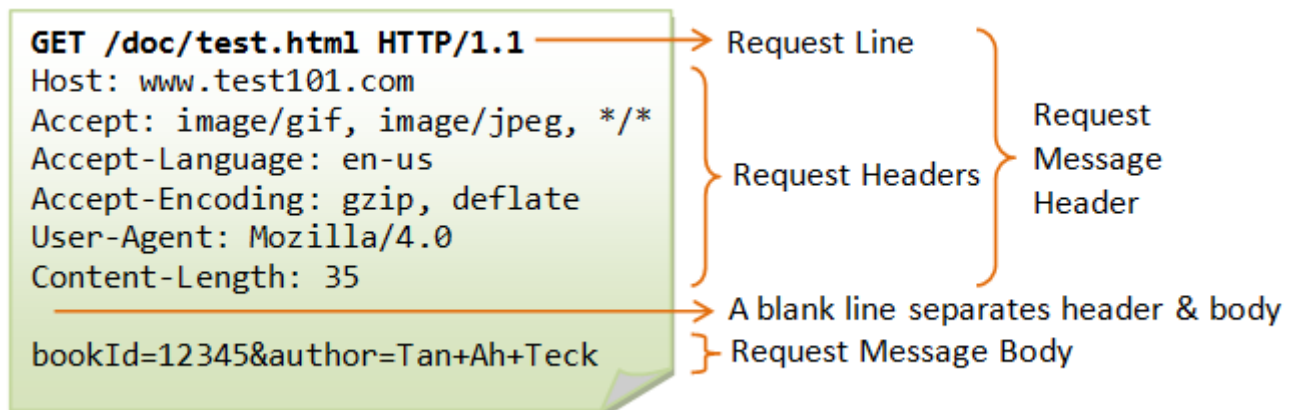 GET /doc/test.html HTTP/1.1
Host: www.test101.com
Accept: image/gif, image/jpeg, */*
Accept-Language: en-us
Accept-Encoding: gzip, deflate
User-Agent: Mozilla/4.0
Content-Length: 35
bookId=12345&author=Tan+Ah+Teck
Request Line
Request Headers
Request
Message
Header
A blank line separates header & body
Request Message Body